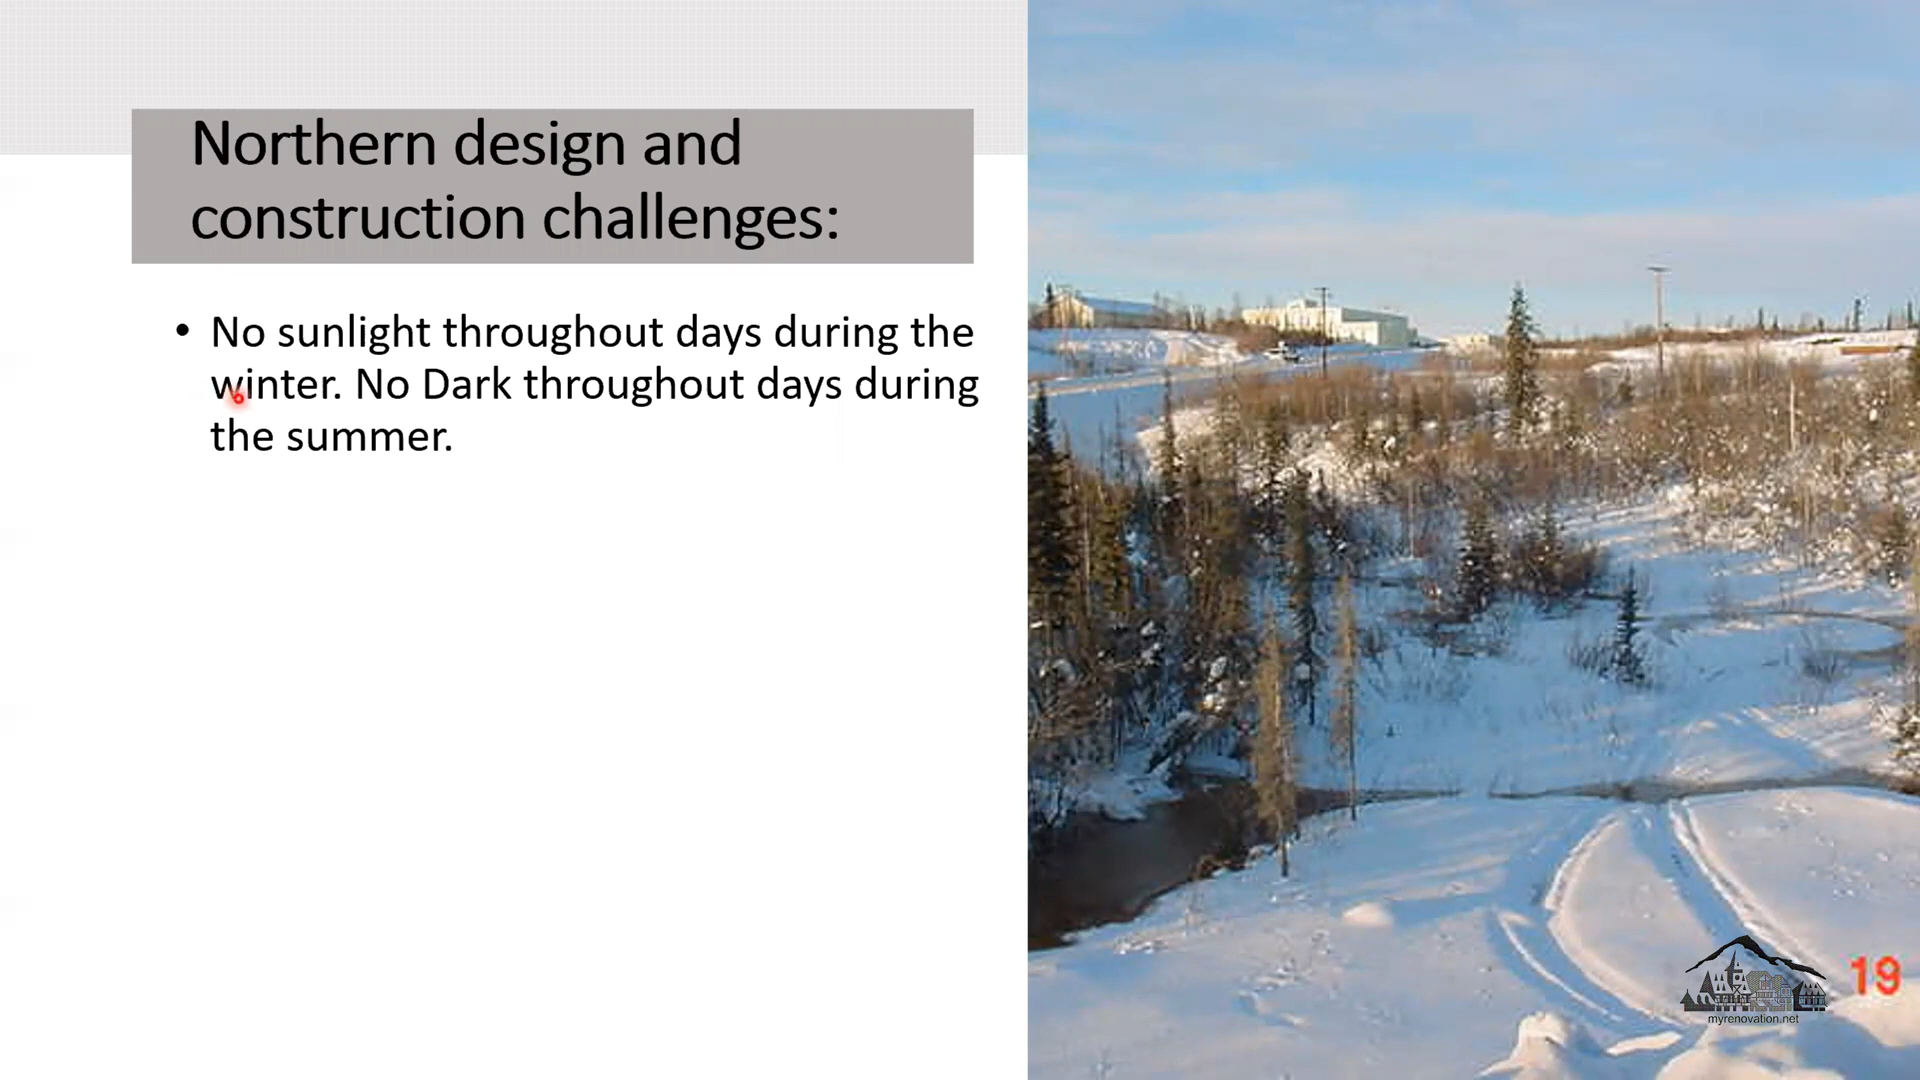 Northern design and
construction challenges:
• No sunlight throughout days during the
winter. No Dark throughout days during
the summer.
19
myrenovation.net